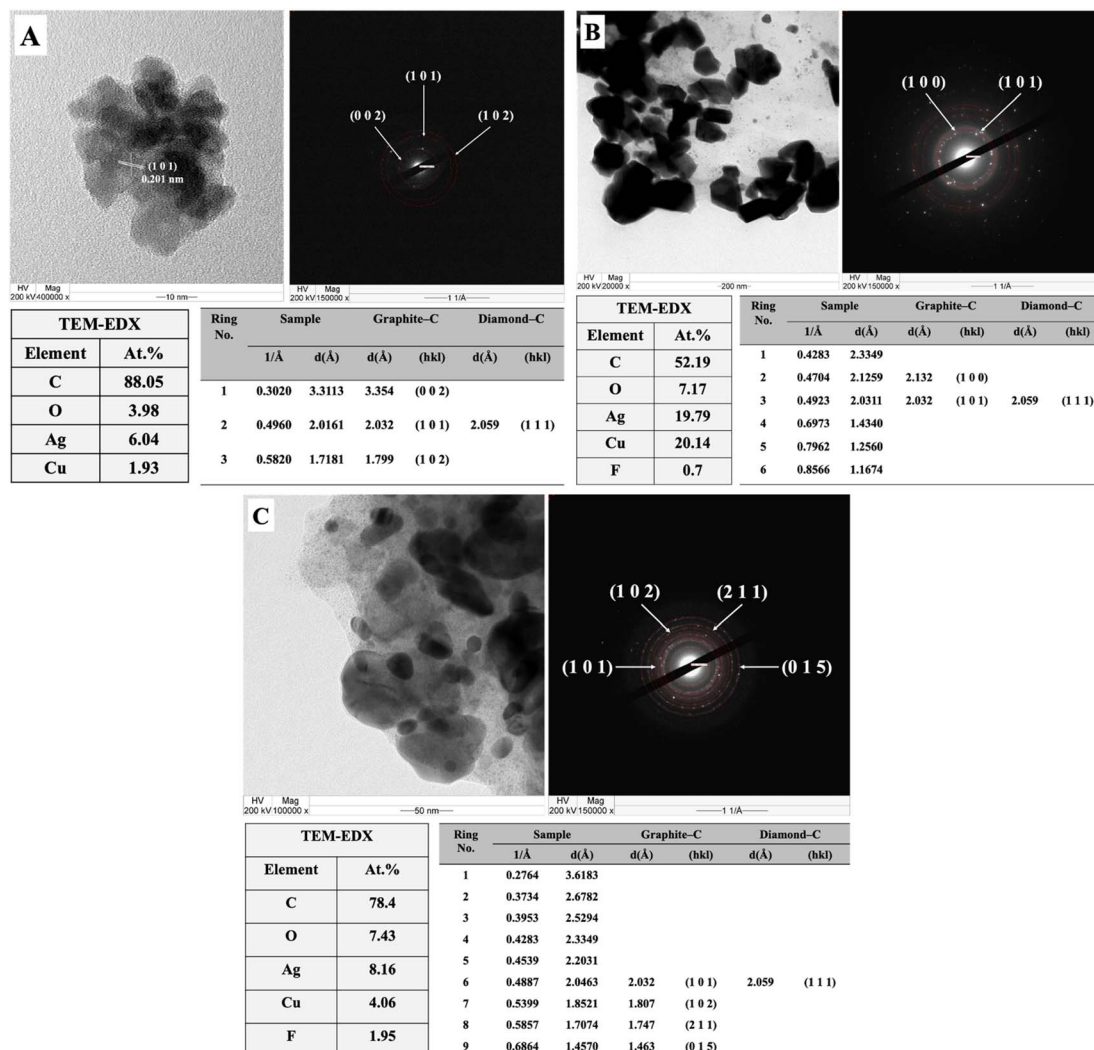 A
(1 0 1)
0.201 nm
(1 0 1)
(0 0 2)
(1 0 2)
HV Mag
200 kV 400000 x
10 nm
HV Mag
200 kV 150000 x
1 1/Å
TEM-EDX
Element At.%
C 88.05
O 3.98
Ag 6.04
Cu 1.93
Ring No. Sample Graphite–C Diamond–C
1/Å d(Å) d(Å) (hkl) d(Å) (hkl)
1 0.3020 3.3113 3.354 (0 0 2)
2 0.4960 2.0161 2.032 (1 0 1) 2.059 (1 1 1)
3 0.5820 1.7181 1.799 (1 0 2)
B
(1 0 0)
(1 0 1)
HV Mag
200 kV 20000 x
200 nm
HV Mag
200 kV 150000 x
1 1/Å
TEM-EDX
Element At.%
C 52.19
O 7.17
Ag 19.79
Cu 20.14
F 0.7
Ring No. Sample Graphite–C Diamond–C
1/Å d(Å) d(Å) (hkl) d(Å) (hkl)
1 0.4283 2.3349
2 0.4704 2.1259 2.132 (1 0 0)
3 0.4923 2.0311 2.032 (1 0 1) 2.059 (1 1 1)
4 0.6973 1.4340
5 0.7962 1.2560
6 0.8566 1.1674
C
(1 0 2)
(2 1 1)
(1 0 1)
(0 1 5)
HV Mag
200 kV 100000 x
50 nm
HV Mag
200 kV 150000 x
1 1/Å
TEM-EDX
Element At.%
C 78.4
O 7.43
Ag 8.16
Cu 4.06
F 1.95
Ring No. Sample Graphite–C Diamond–C
1/Å d(Å) d(Å) (hkl) d(Å) (hkl)
1 0.2764 3.6183
2 0.3734 2.6782
3 0.3953 2.5294
4 0.4283 2.3349
5 0.4539 2.2031
6 0.4887 2.0463 2.032 (1 0 1) 2.059 (1 1 1)
7 0.5399 1.8521 1.807 (1 0 2)
8 0.5857 1.7074 1.747 (2 1 1)
9 0.6864 1.4570 1.463 (0 1 5)